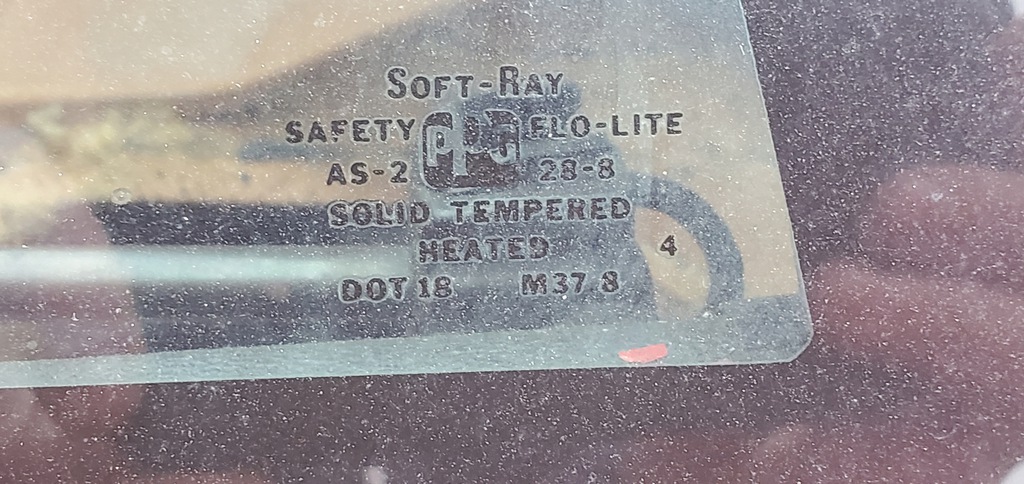 SOFT-RAY
SAFETY PPG FLO-LITE
AS-2 28-8
SOLID TEMPERED
HEATED 4
DOT 18 M37 8